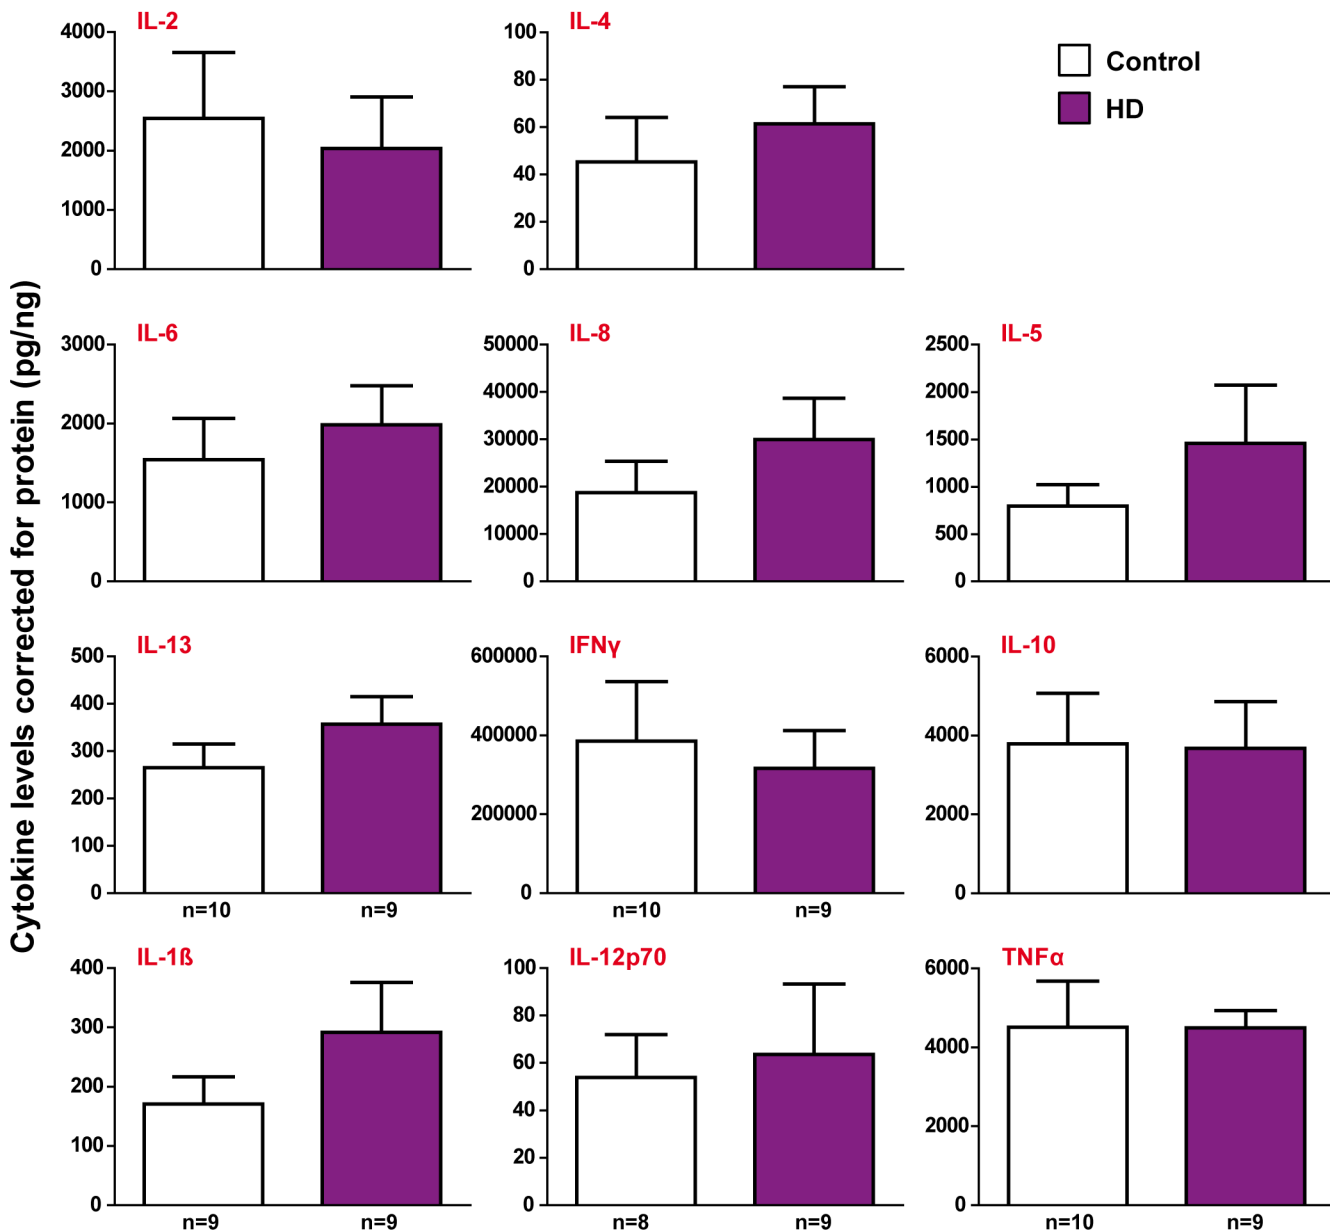 Cytokine levels corrected for protein (pg/ng)
Control
HD
IL-2
4000
3000
2000
1000
0
IL-4
100
80
60
40
20
0
IL-6
3000
2000
1000
0
IL-8
50000
40000
30000
20000
10000
0
IL-5
2500
2000
1500
1000
500
0
IL-13
500
400
300
200
100
0
n=10 n=9
IFNγ
600000
400000
200000
0
n=10 n=9
IL-10
6000
4000
2000
0
IL-1ß
400
300
200
100
0
n=9 n=9
IL-12p70
100
80
60
40
20
0
n=8 n=9
TNFα
6000
4000
2000
0
n=10 n=9